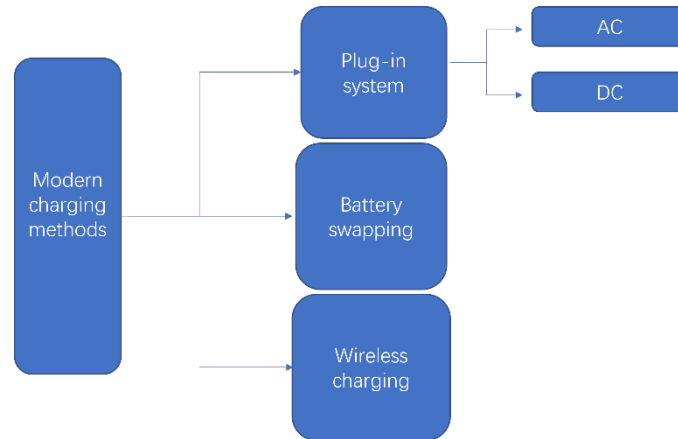 Modern
charging
methods
Plug-in
system
Battery
swapping
Wireless
charging
AC
DC